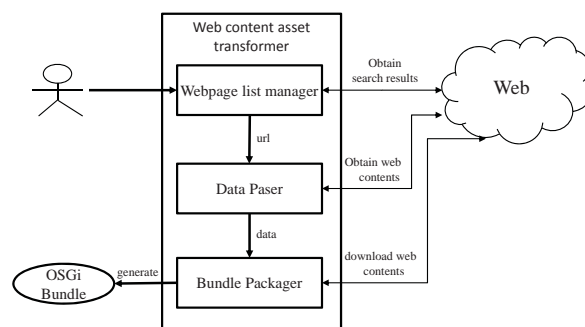 Web content asset
transformer
Webpage list manager
Obtain
search results
Web
url
Data Paser
Obtain web
contents
data
Bundle Packager
download web
contents
generate
OSGi
Bundle